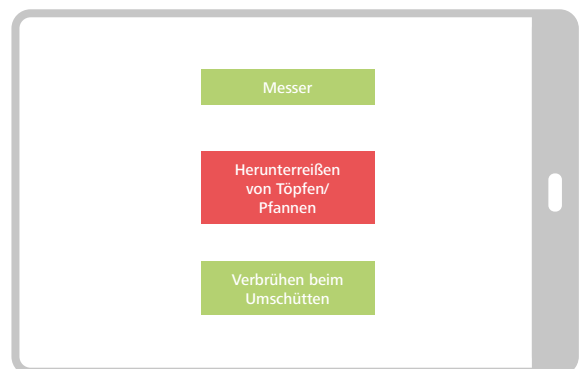 Messer
Herunterreißen
von Töpfen/
Pfannen
Verbrühen beim
Umschütten